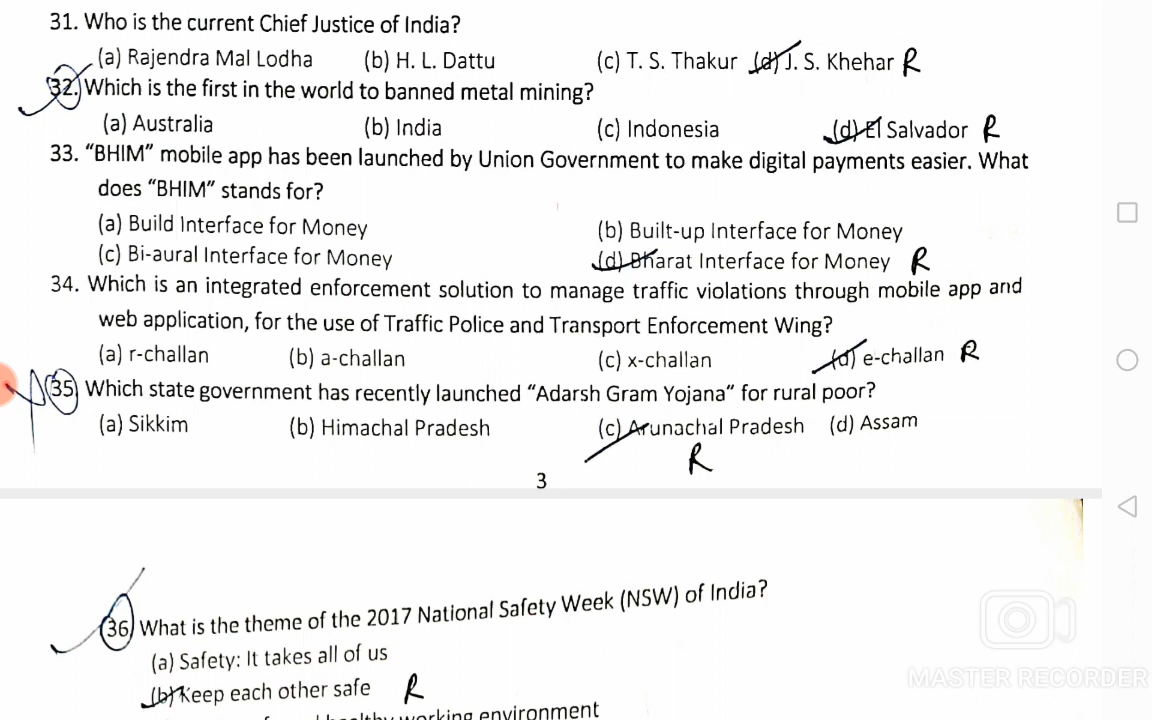 31. Who is the current Chief Justice of India?
(a) Rajendra Mal Lodha (b) H. L. Dattu (c) T. S. Thakur (d) J. S. Khehar R
32. Which is the first in the world to banned metal mining?
(a) Australia (b) India (c) Indonesia (d) El Salvador R
33. “BHIM” mobile app has been launched by Union Government to make digital payments easier. What
does “BHIM” stands for?
(a) Build Interface for Money (b) Built-up Interface for Money
(c) Bi-aural Interface for Money (d) Bharat Interface for Money R
34. Which is an integrated enforcement solution to manage traffic violations through mobile app and
web application, for the use of Traffic Police and Transport Enforcement Wing?
(a) r-challan (b) a-challan (c) x-challan (d) e-challan R
35 Which state government has recently launched “Adarsh Gram Yojana” for rural poor?
(a) Sikkim (b) Himachal Pradesh (c) Arunachal Pradesh (d) Assam
R
3
36 What is the theme of the 2017 National Safety Week (NSW) of India?
(a) Safety: It takes all of us
(b) Keep each other safe R
working environment
MASTER RECORDER